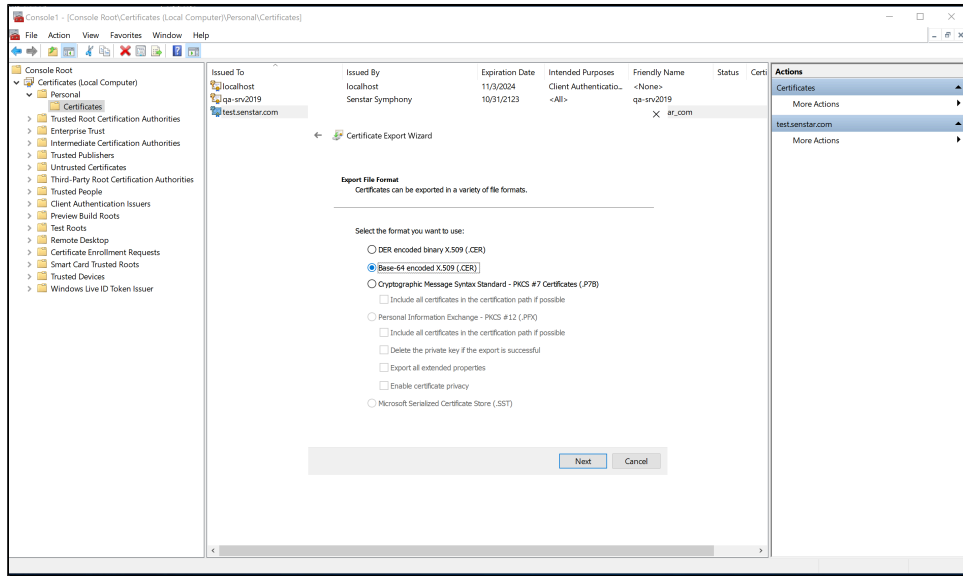 Console1 - [Console Root\Certificates (Local Computer)\Personal\Certificates]
File Action View Favorites Window Help
Console Root
Certificates (Local Computer)
Personal
Certificates
Trusted Root Certification Authorities
Enterprise Trust
Intermediate Certification Authorities
Trusted Publishers
Untrusted Certificates
Third-Party Root Certification Authorities
Trusted People
Client Authentication Issuers
Preview Build Roots
Test Roots
Remote Desktop
Certificate Enrollment Requests
Smart Card Trusted Roots
Trusted Devices
Windows Live ID Token Issuer
Issued To Issued By Expiration Date Intended Purposes Friendly Name Status Certi
localhost localhost 11/3/2024 Client Authenticatio... <None>
qa-srv2019 Senstar Symphony 10/31/2123 <All> qa-srv2019
test.senstar.com ar_com
Certificate Export Wizard
Export File Format
Certificates can be exported in a variety of file formats.
Select the format you want to use:
DER encoded binary X.509 (.CER)
Base-64 encoded X.509 (.CER)
Cryptographic Message Syntax Standard - PKCS #7 Certificates (.P7B)
Include all certificates in the certification path if possible
Personal Information Exchange - PKCS #12 (.PFX)
Include all certificates in the certification path if possible
Delete the private key if the export is successful
Export all extended properties
Enable certificate privacy
Microsoft Serialized Certificate Store (.SST)
Next Cancel
Actions
Certificates
More Actions
test.senstar.com
More Actions